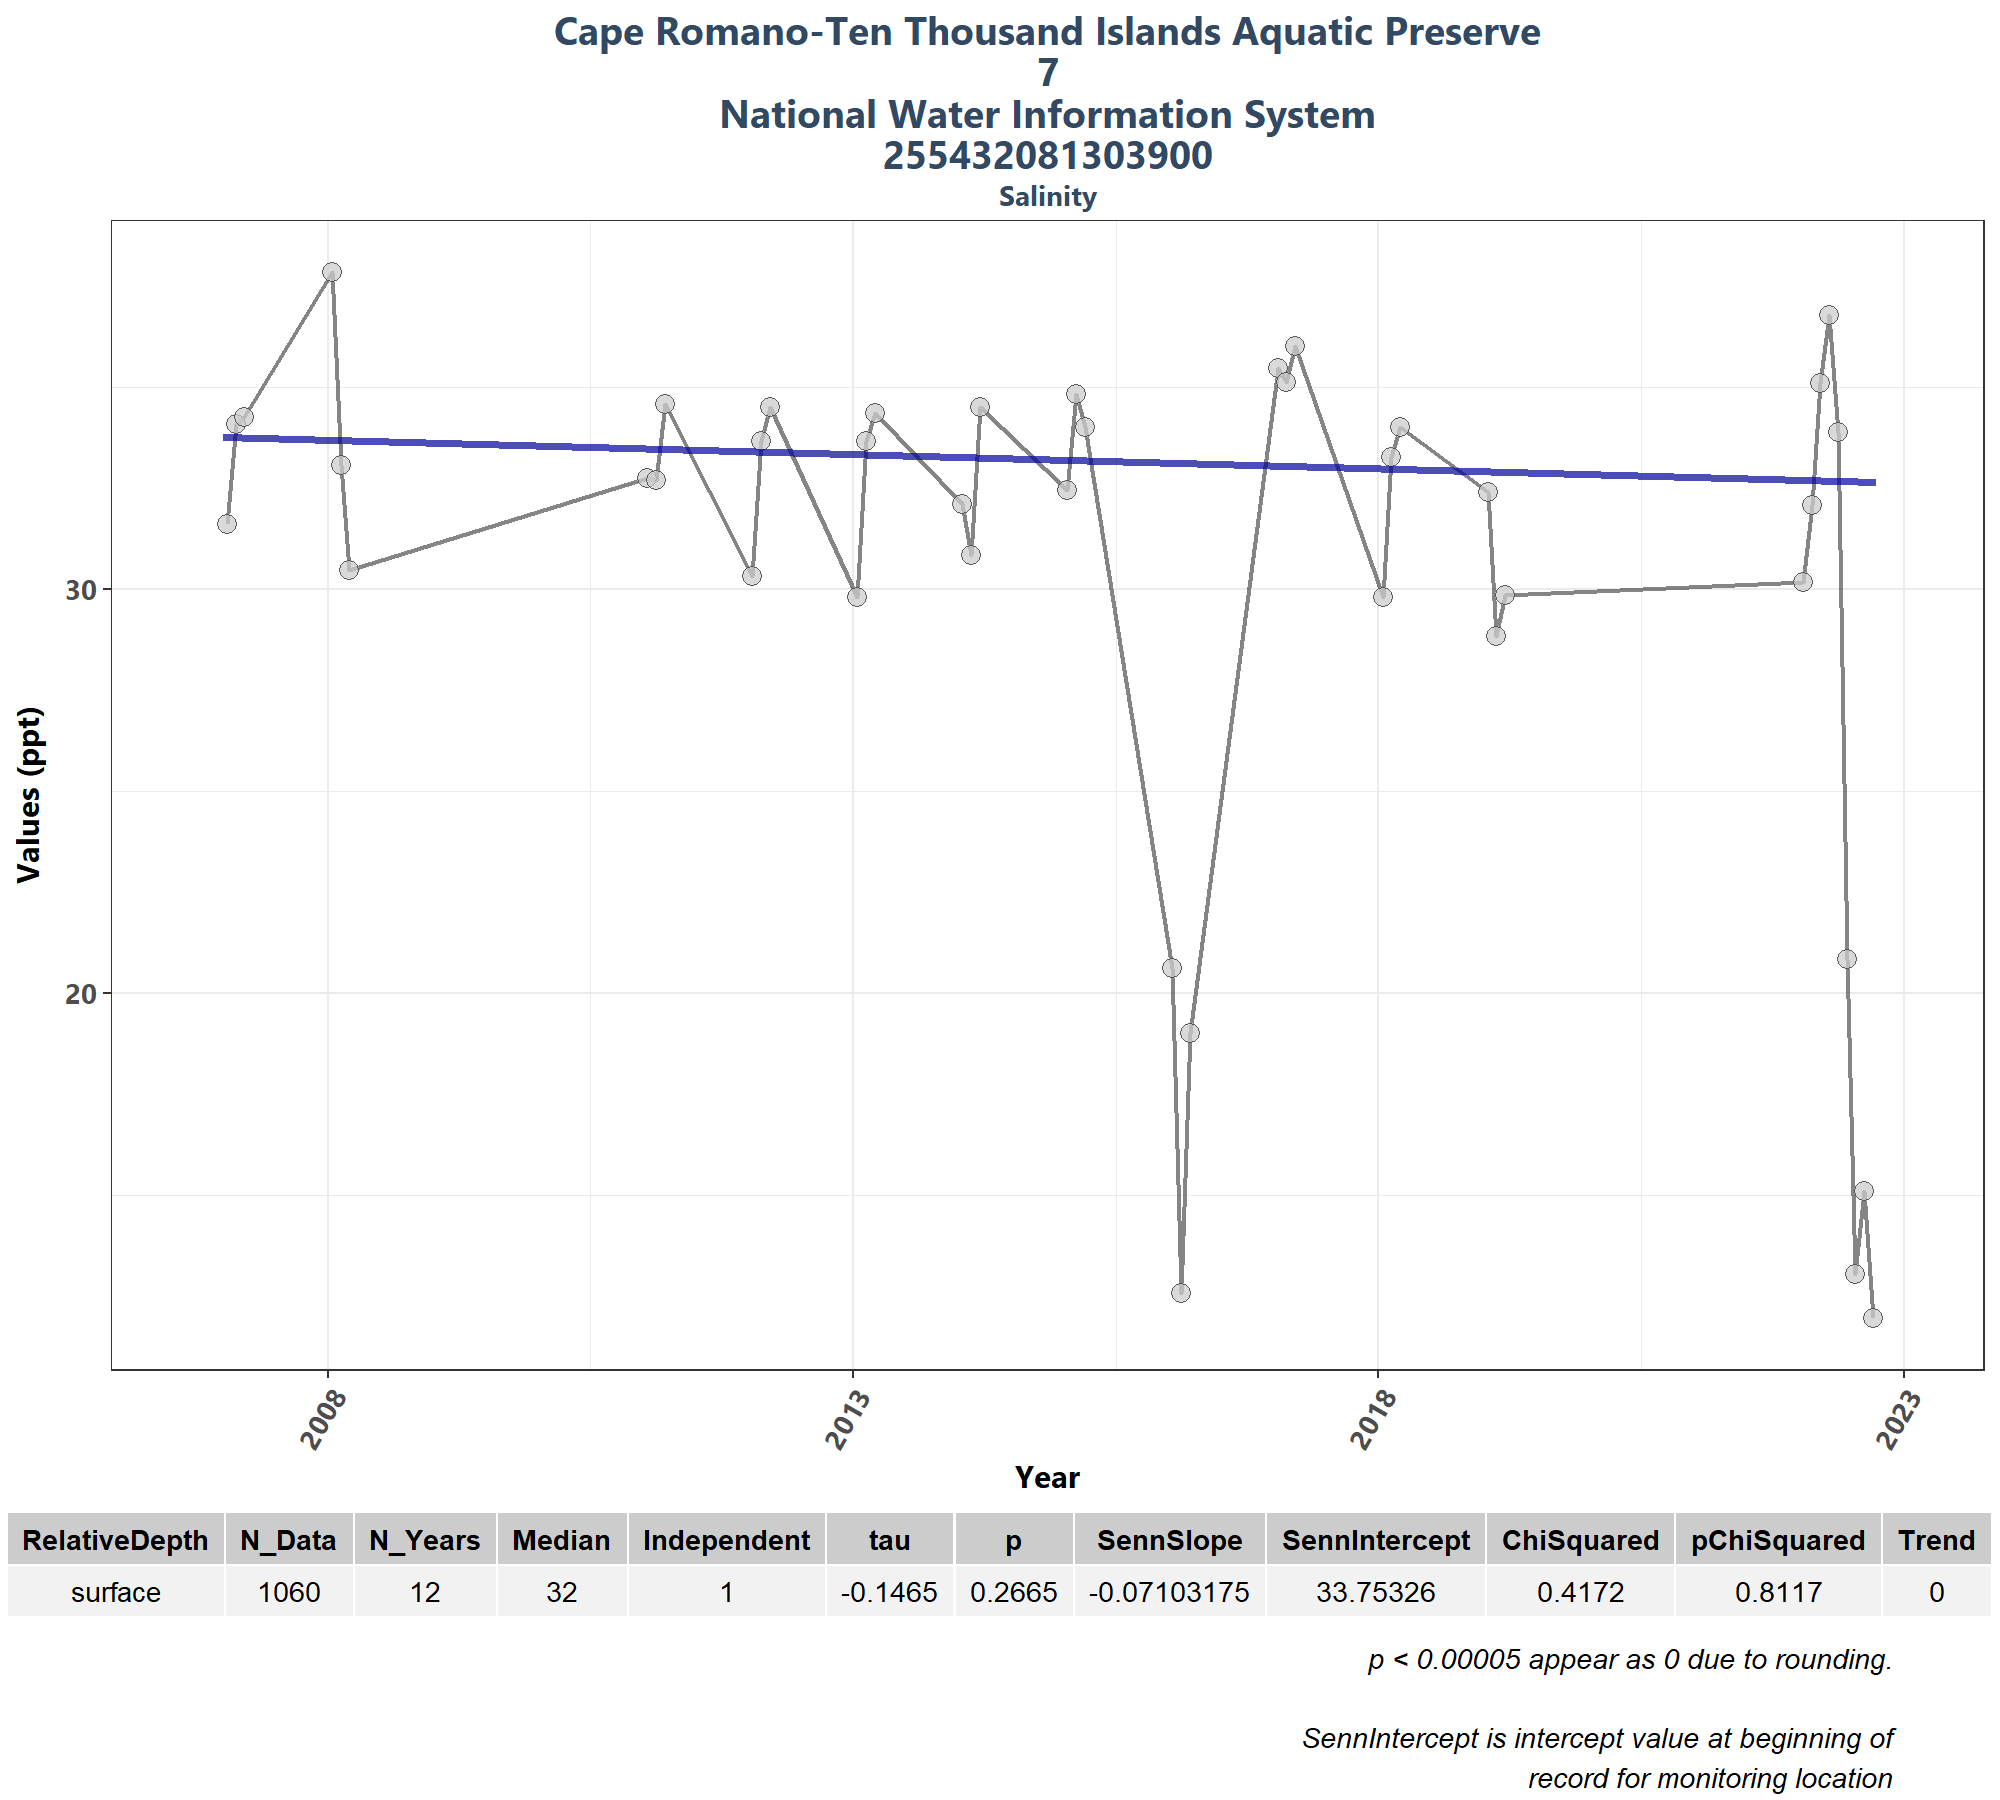 Cape Romano-Ten Thousand Islands Aquatic Preserve
7
National Water Information System
255432081303900
Salinity
Values (ppt)
30
20
2008
2013
2018
2023
Year
RelativeDepth N_Data N_Years Median Independent tau p SennSlope SennIntercept ChiSquared pChiSquared Trend
surface 1060 12 32 1 -0.1465 0.2665 -0.07103175 33.75326 0.4172 0.8117 0
p < 0.00005 appear as 0 due to rounding.
SennIntercept is intercept value at beginning of
record for monitoring location